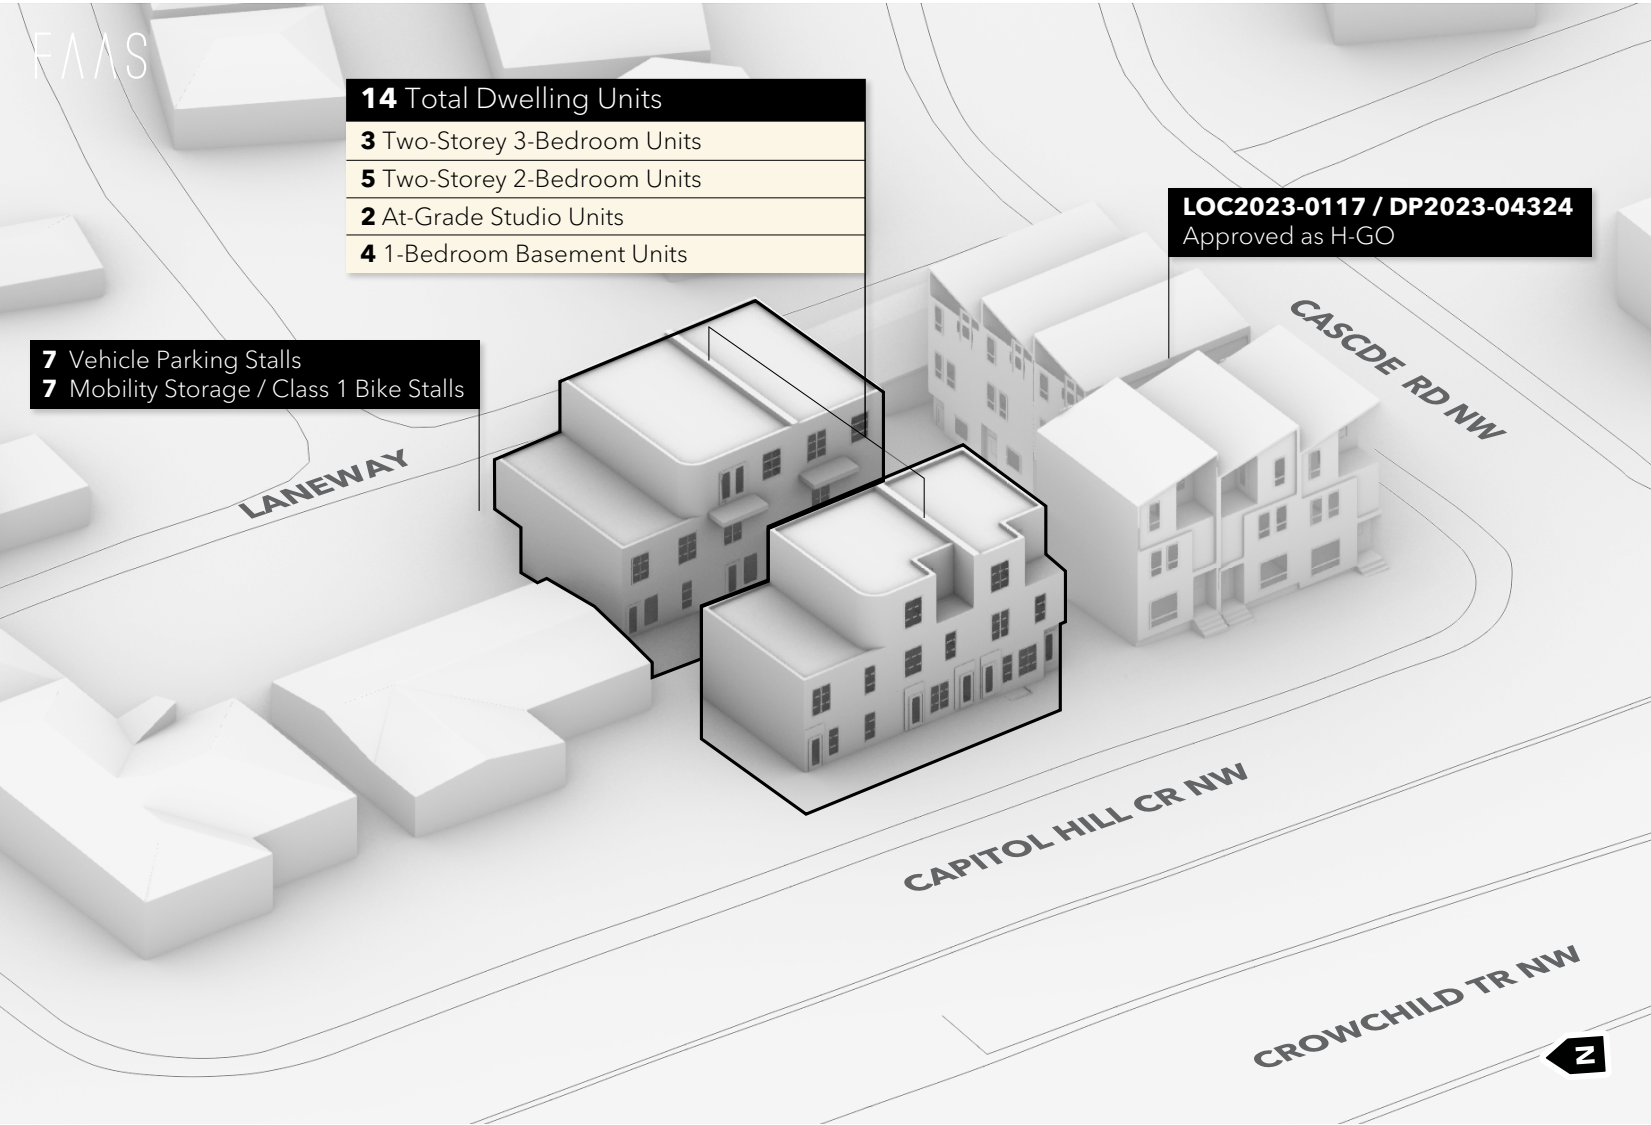 FAAS
14 Total Dwelling Units
3 Two-Storey 3-Bedroom Units
5 Two-Storey 2-Bedroom Units
2 At-Grade Studio Units
4 1-Bedroom Basement Units
LOC2023-0117 / DP2023-04324
Approved as H-GO
7 Vehicle Parking Stalls
7 Mobility Storage / Class 1 Bike Stalls
CASCDE RD NW
LANEWAY
CAPITOL HILL CR NW
CROWCHILD TR NW
N